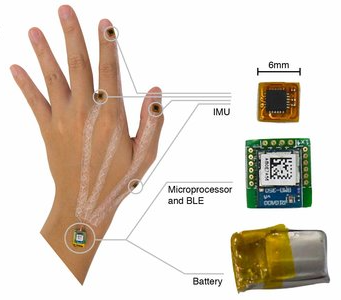 6mm
IMU
Microprocessor
and BLE
Battery